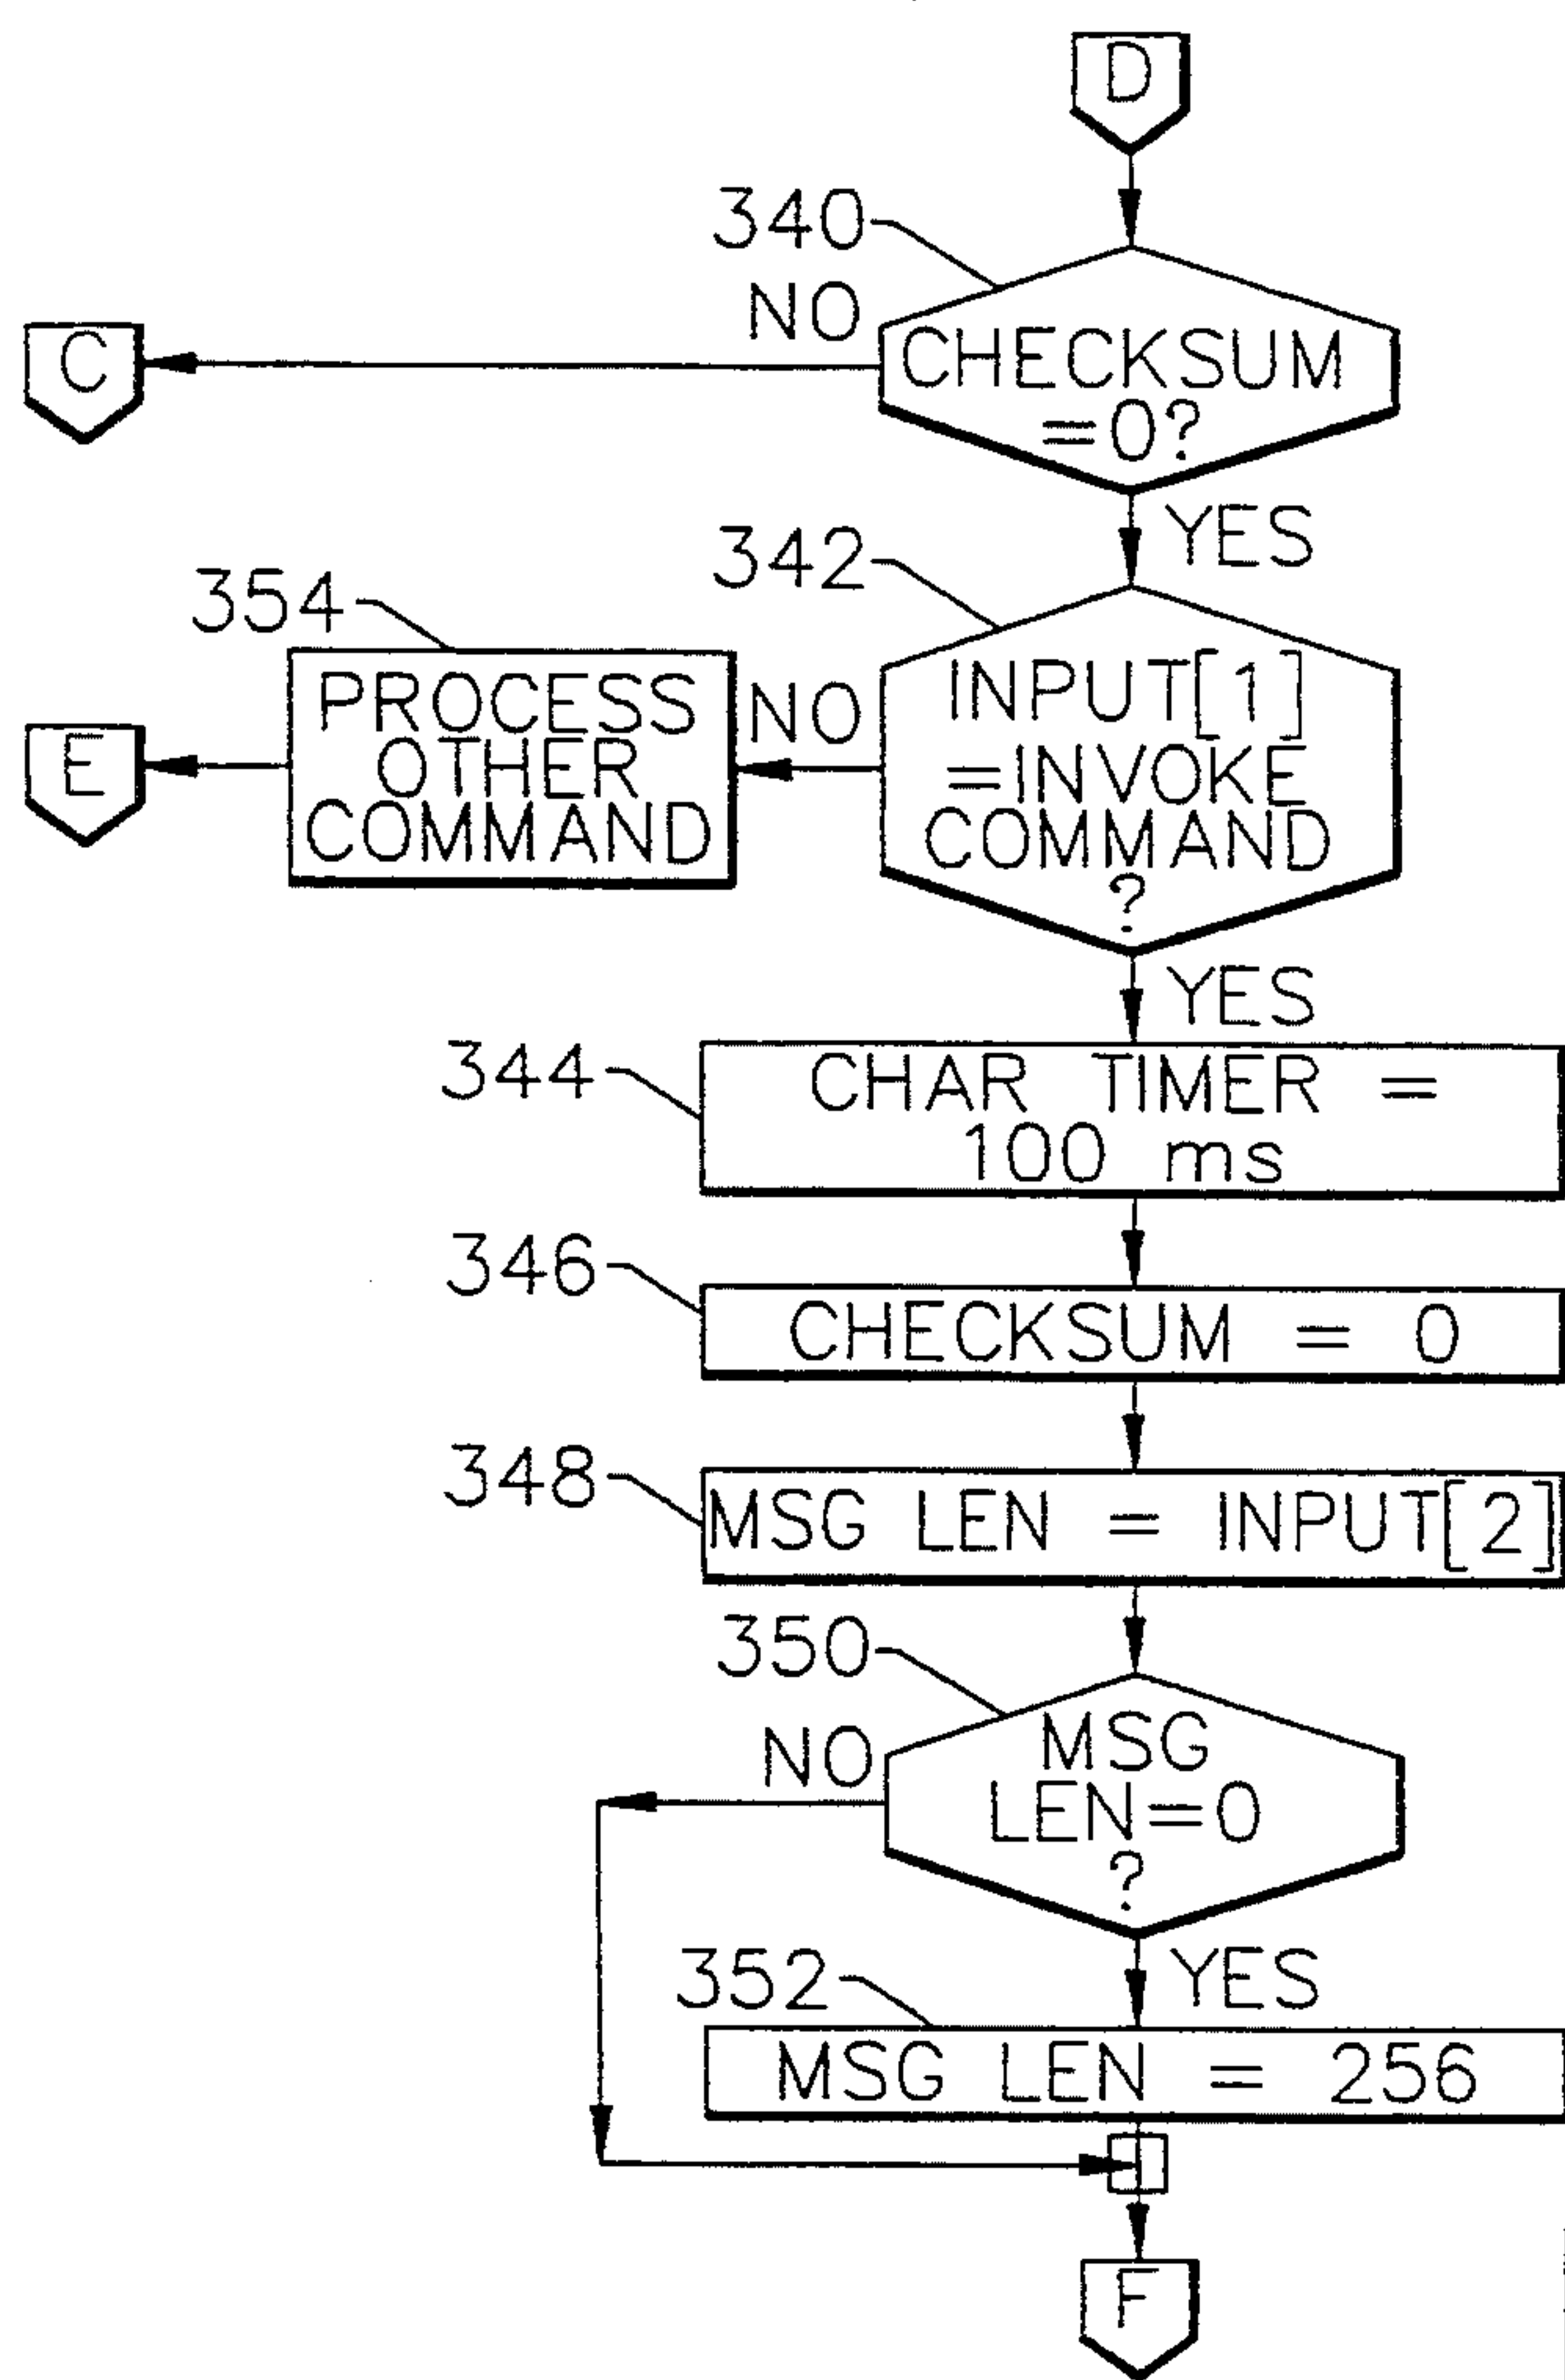 D
340
NO
C
CHECKSUM
=0?
YES
342
354
PROCESS
OTHER
COMMAND
NO
INPUT[1]
=INVOKE
COMMAND
?
E
YES
344
CHAR TIMER =
100 ms
346
CHECKSUM = 0
348
MSG LEN = INPUT[2]
350
NO
MSG
LEN=0
?
YES
352
MSG LEN = 256
F